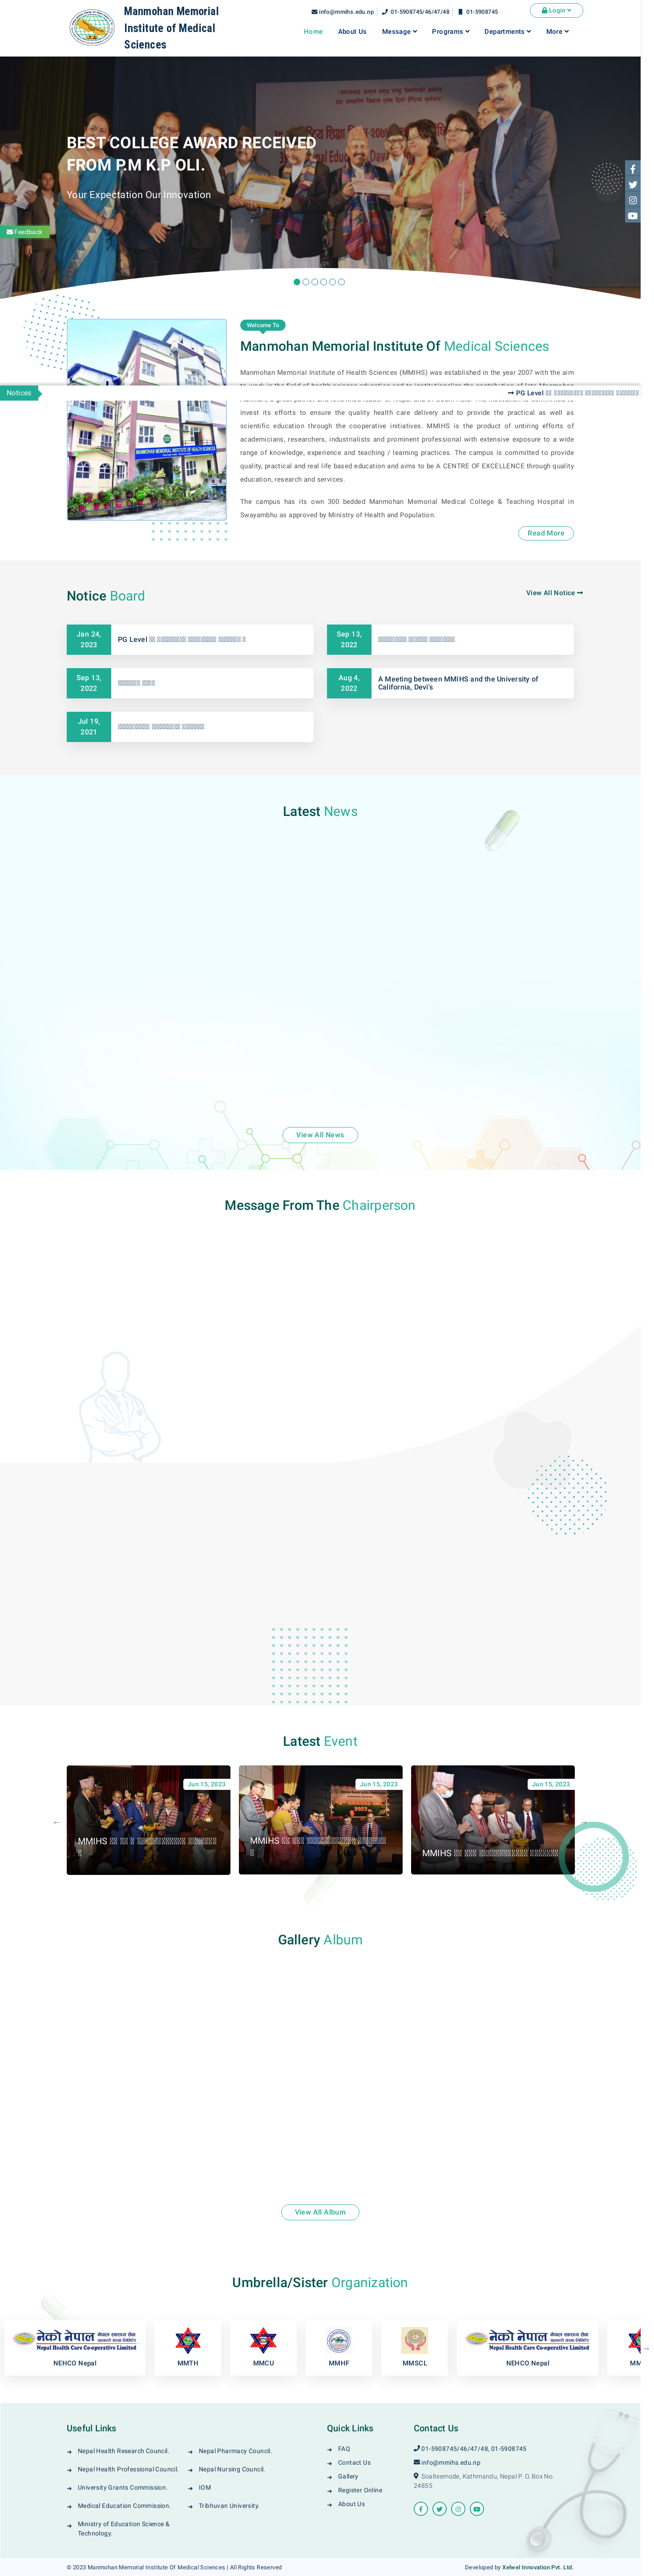 Manmohan Memorial
Institute of Medical
Sciences
info@mmihs.edu.np
01-5908745/46/47/48
01-5908745
Login
Home
About Us
Message
Programs
Departments
More
BEST COLLEGE AWARD RECEIVED
FROM P.M K.P OLI.
Your Expectation Our Innovation
Feedback
Welcome To
Manmohan Memorial Institute Of Medical Sciences
Manmohan Memorial Institute of Health Sciences (MMIHS) was established in the year 2007 with the aim
Notices
PG Level
invest its efforts to improve the quality health care delivery and to provide the practical as well as
scientific education through the cooperative initiatives. MMIHS is the product of untiring efforts of
academicians, researchers, industrialists and prominent professional with extensive exposure to a wide
range of knowledge, experience and teaching / learning practices. The campus is committed to provide
quality, practical and real life based education and aims to be A CENTRE OF EXCELLENCE through quality
education, research and services.
The campus has its own 300 bedded Manmohan Memorial Medical College & Teaching Hospital in
Swayambhu as approved by Ministry of Health and Population.
Read More
Notice Board
View All Notice
Jan 24,
2023
PG Level
Sep 13,
2022
Sep 13,
2022
Aug 4,
2022
A Meeting between MMIHS and the University of
California, Devi's
Jul 19,
2021
Latest News
View All News
Message From The Chairperson
Latest Event
Jun 15, 2023
MMIHS
Jun 15, 2023
MMIHS
Jun 15, 2023
MMIHS
Gallery Album
View All Album
Umbrella/Sister Organization
नेको नेपाल
Nepal Health Care Co-operative Limited
NEHCO Nepal
MMTH
MMCU
MMHF
MMSCL
नेको नेपाल
Nepal Health Care Co-operative Limited
NEHCO Nepal
Useful Links
Nepal Health Research Council.
Nepal Pharmacy Council.
Nepal Health Professional Council.
Nepal Nursing Council.
University Grants Commission.
IOM
Medical Education Commission.
Tribhuvan University.
Ministry of Education Science &
Technology.
Quick Links
FAQ
Contact Us
Gallery
Register Online
About Us
Contact Us
01-5908745/46/47/48, 01-5908745
info@mmihs.edu.np
Soalteemode, Kathmandu, Nepal P. O. Box No.
24855
© 2023 Manmohan Memorial Institute Of Medical Sciences | All Rights Reserved
Developed by Xelwel Innovation Pvt. Ltd.